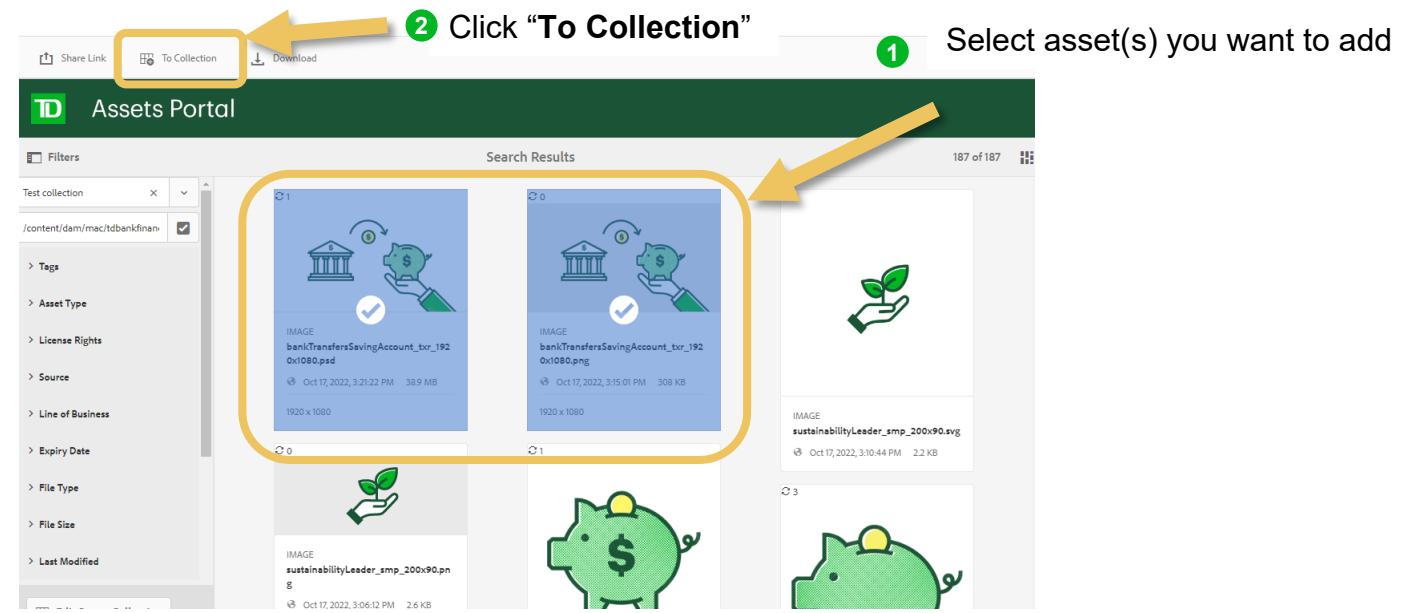 2 Click “To Collection”
1 Select asset(s) you want to add
Share Link To Collection Download
TD Assets Portal
Filters Search Results 187 of 187
Test collection
/content/dam/mac/tdbankfinan
Tags
Asset Type
License Rights
Source
Line of Business
Expiry Date
File Type
File Size
Last Modified
1
$
$
IMAGE
bankTransfersSavingAccount_txr_192
0x1080.psd
Oct 17, 2022, 3:21:22 PM 38.9 MB
1920 x 1080
0
$
$
IMAGE
bankTransfersSavingAccount_txr_192
0x1080.png
Oct 17, 2022, 3:15:01 PM 308 KB
1920 x 1080
IMAGE
sustainabilityLeader_smp_200x90.svg
Oct 17, 2022, 3:10:44 PM 2.2 KB
0
IMAGE
sustainabilityLeader_smp_200x90.pn
g
Oct 17, 2022, 3:06:12 PM 2.6 KB
1
$
3